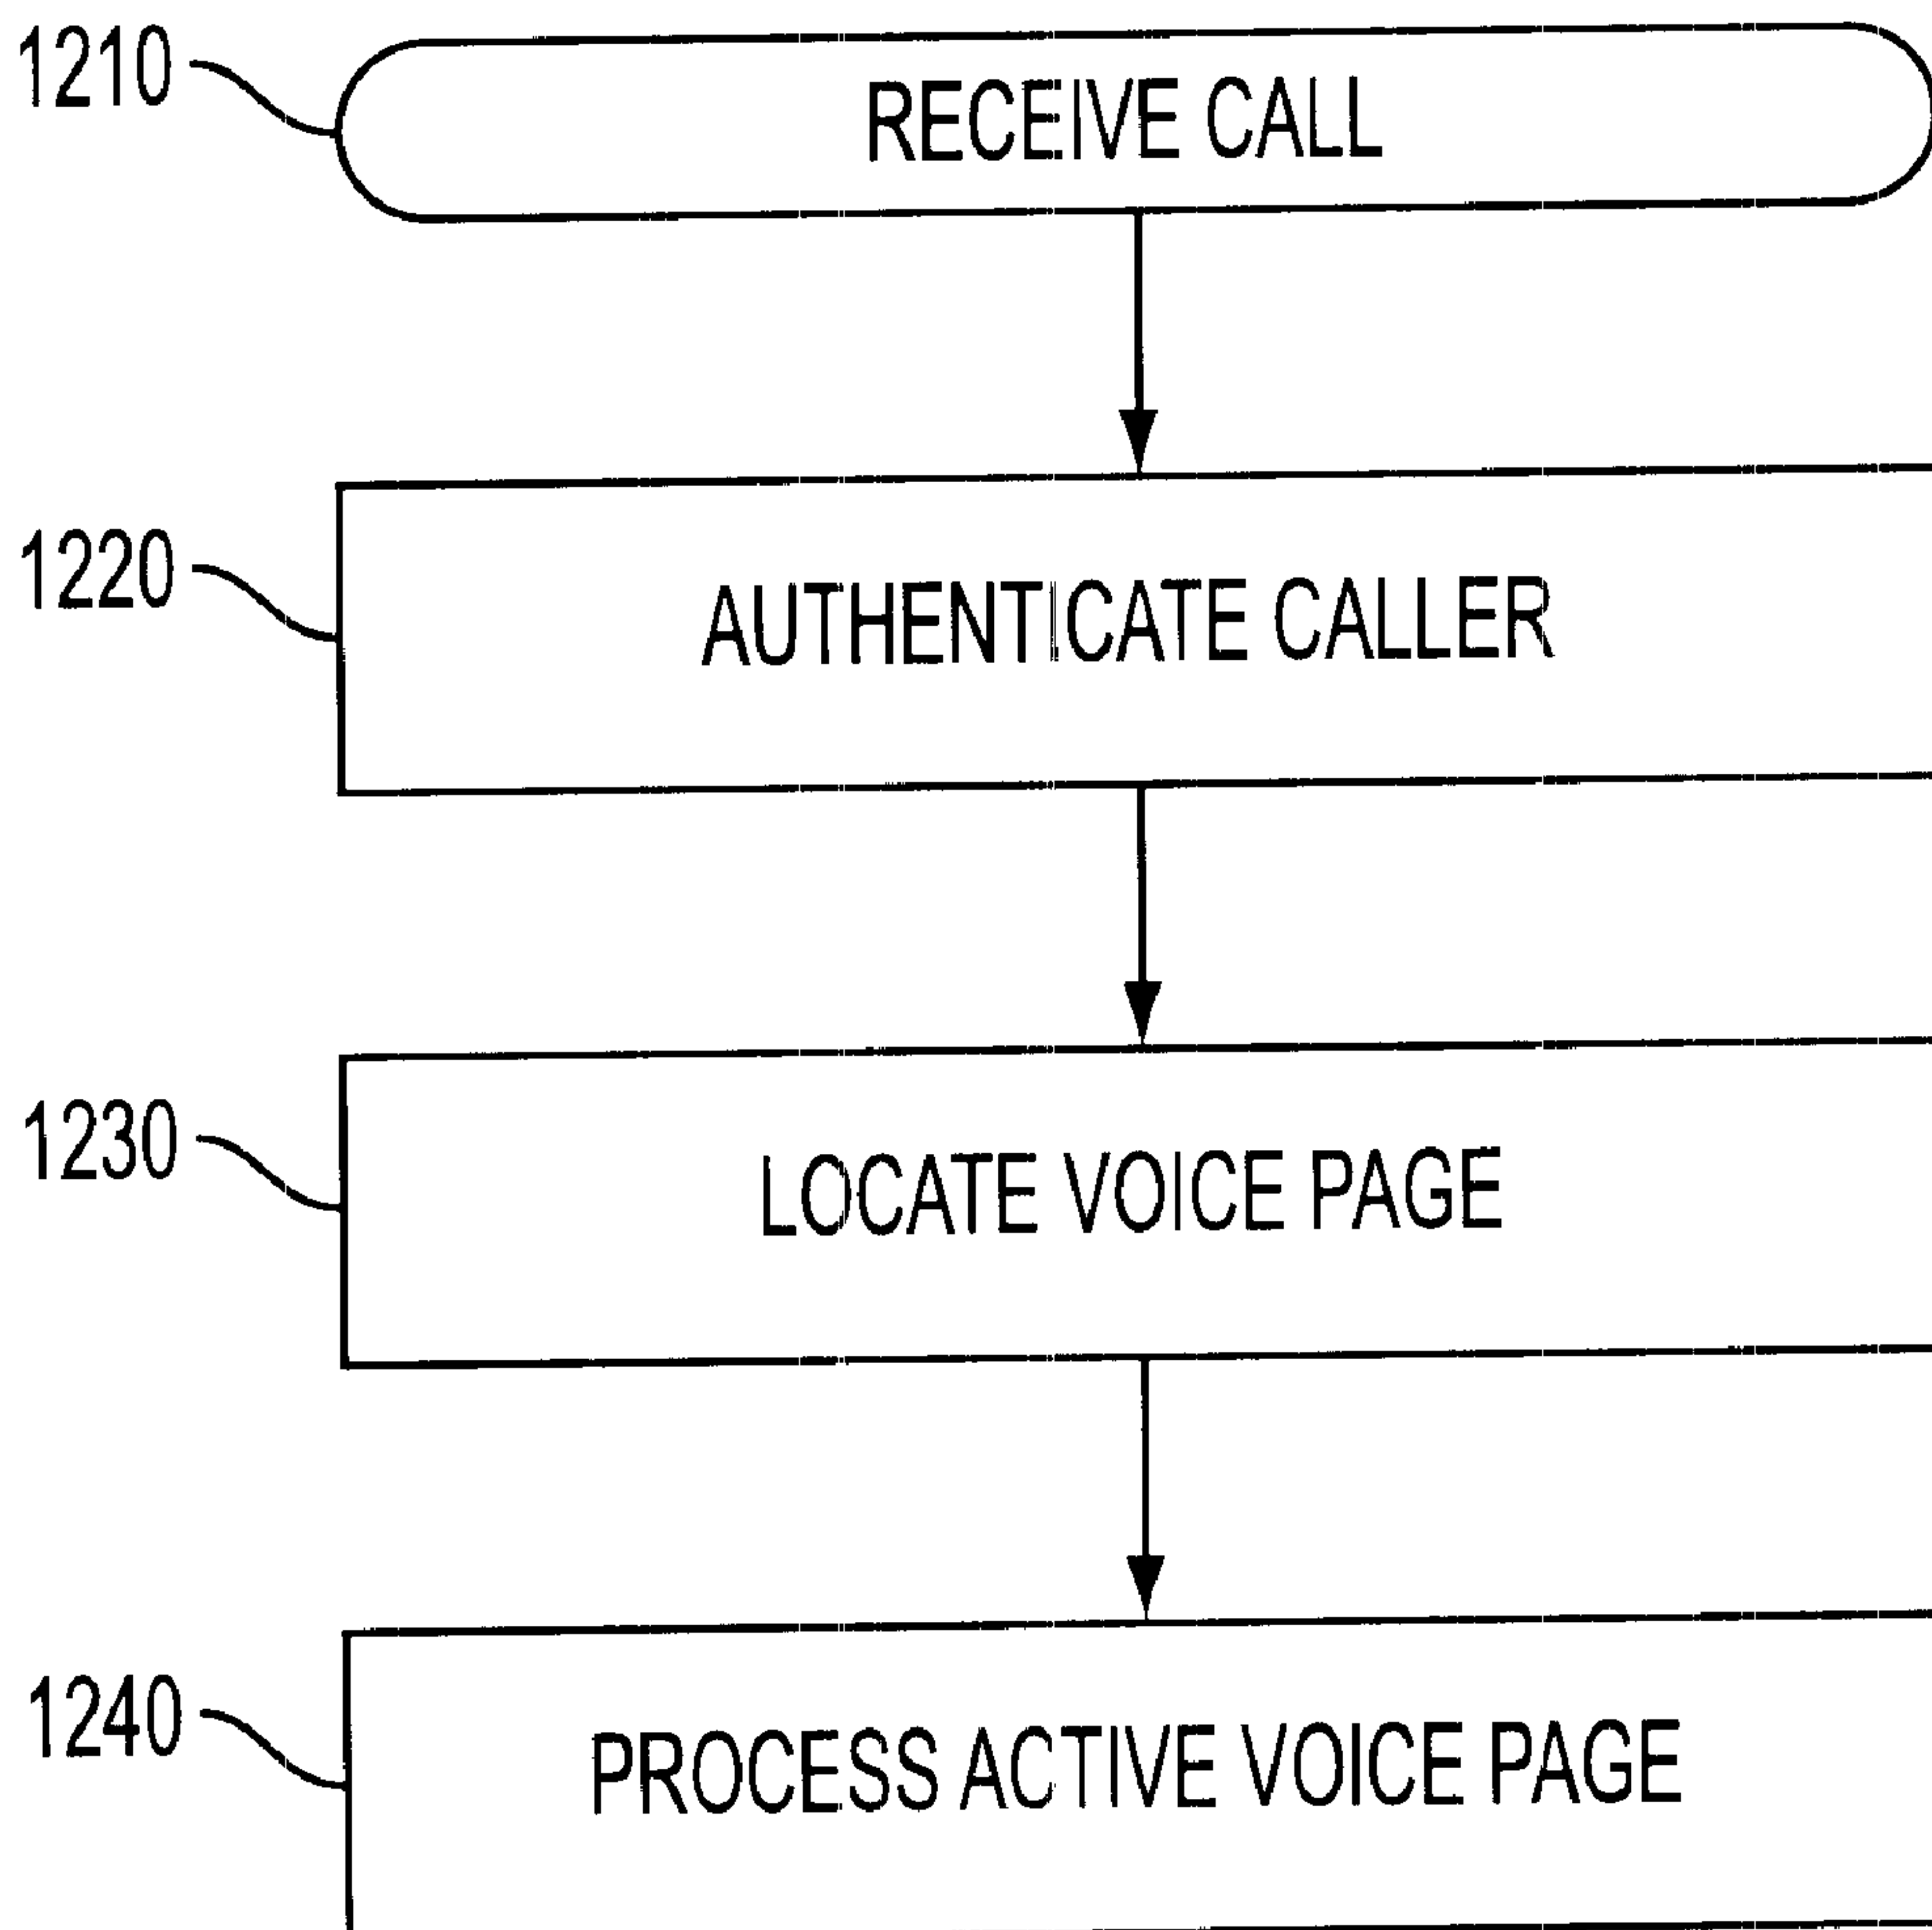 1210
RECEIVE CALL
1220
AUTHENTICATE CALLER
1230
LOCATE VOICE PAGE
1240
PROCESS ACTIVE VOICE PAGE